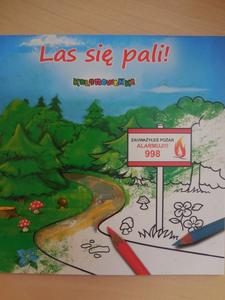 Las się pali!
KOLOROWANKA
ZAUWAŻYŁEŚ POŻAR
ALARMUJ!!!
998